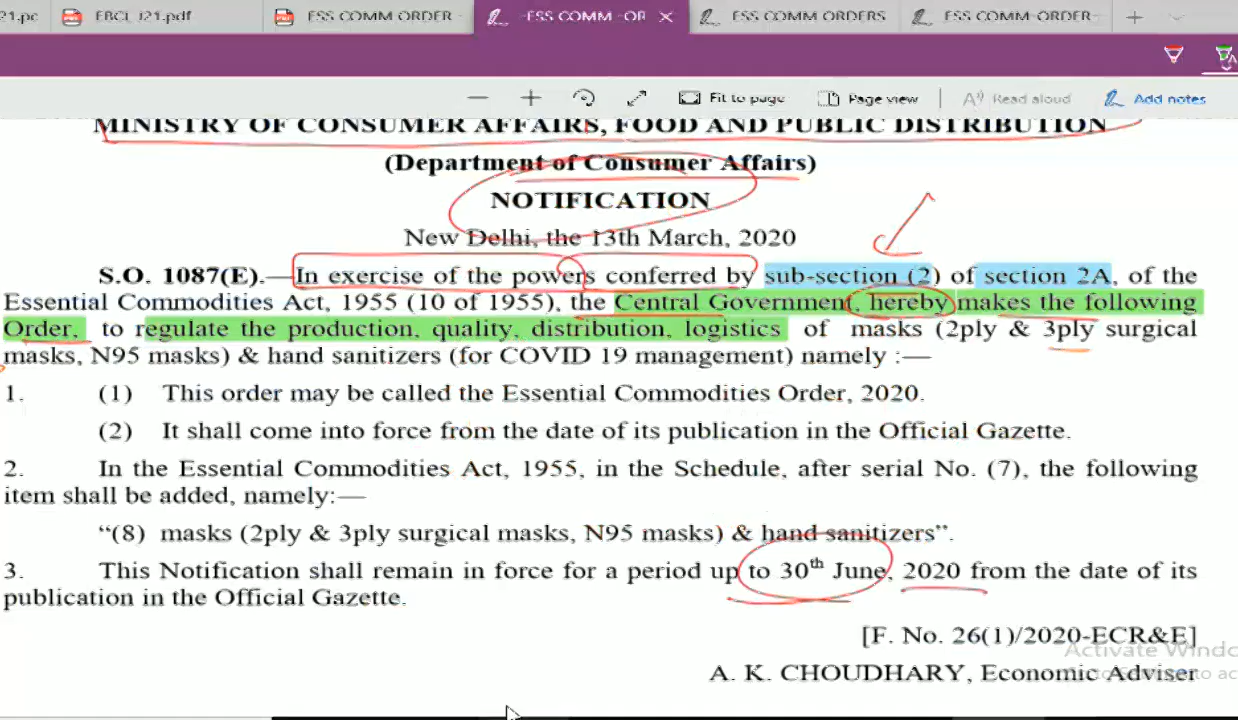 21.pc
EBCL J21.pdf
ESS COMM ORDER
ESS COMM OR
ESS COMM ORDERS
ESS COMM ORDER
Fit to page
Page view
Read aloud
Add notes
MINISTRY OF CONSUMER AFFAIRS, FOOD AND PUBLIC DISTRIBUTION
(Department of Consumer Affairs)
NOTIFICATION
New Delhi, the 13th March, 2020
S.O. 1087(E).—In exercise of the powers conferred by sub-section (2) of section 2A, of the
Essential Commodities Act, 1955 (10 of 1955), the Central Government, hereby makes the following
Order, to regulate the production, quality, distribution, logistics of masks (2ply & 3ply surgical
masks, N95 masks) & hand sanitizers (for COVID 19 management) namely :—
1. (1) This order may be called the Essential Commodities Order, 2020.
(2) It shall come into force from the date of its publication in the Official Gazette.
2. In the Essential Commodities Act, 1955, in the Schedule, after serial No. (7), the following
item shall be added, namely:—
“(8) masks (2ply & 3ply surgical masks, N95 masks) & hand sanitizers”.
3. This Notification shall remain in force for a period up to 30th June, 2020 from the date of its
publication in the Official Gazette.
[F. No. 26(1)/2020-ECR&E]
Activate Windo
A. K. CHOUDHARY, Economic Adviser